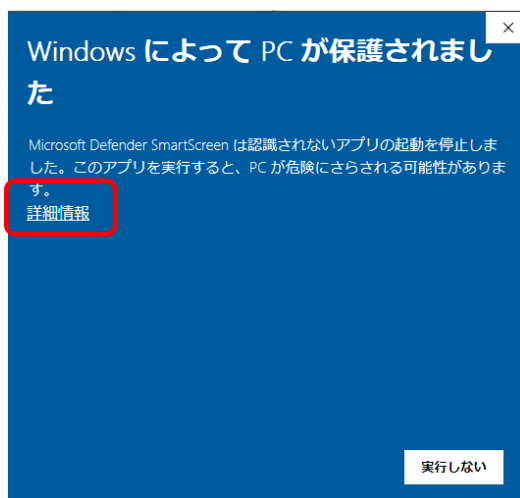 Windows によって PC が保護されまし
た
Microsoft Defender SmartScreen は認識されないアプリの起動を停止しま
した。このアプリを実行すると、PC が危険にさらされる可能性がありま
す。
詳細情報
実行しない